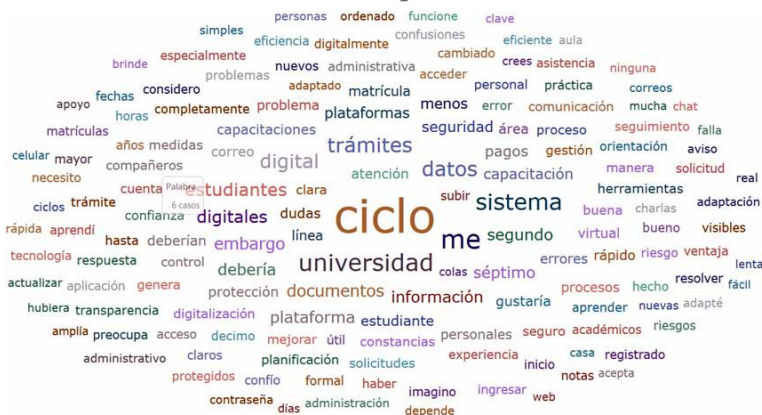 personas ordenado funcione clave
simples confusiones
eficiencia digitalmente eficiente aula
brinde especialmente nuevos administrativa cambiado crees asistencia ninguna
problemas acceder
fechas considero adaptado matrícula personal práctica correos
apoyo horas completamente problema plataformas menos error comunicación mucha chat
matrículas capacitaciones seguridad área proceso seguimiento falla
años medidas correo trámites pagos gestión orientación aviso
celular mayor compañeros digital datos capacitación manera solicitud real
necesito atención herramientas
cuenta Palabra estudiantes clara subir sistema adaptación
ciclos trámite 6 casos ciclo buena charlas
confianza digitales dudas
rápida aprendí línea me segundo virtual bueno visibles
hasta deberían embargo
tecnología respuesta control universidad colas séptimo errores rápido riesgo ventaja lenta
debería
actualizar aplicación genera protección documentos información procesos hecho resolver fácil
gustaría
hubiera transparencia digitalización plataforma estudiante aprender nuevas adapté
amplía preocupa acceso decimo mejorar útil constancias personales seguro académicos riesgos
administrativo claros planificación solicitudes experiencia inicio casa registrado
protegidos confío formal haber imagino ingresar notas acepta
contraseña días administración depende web